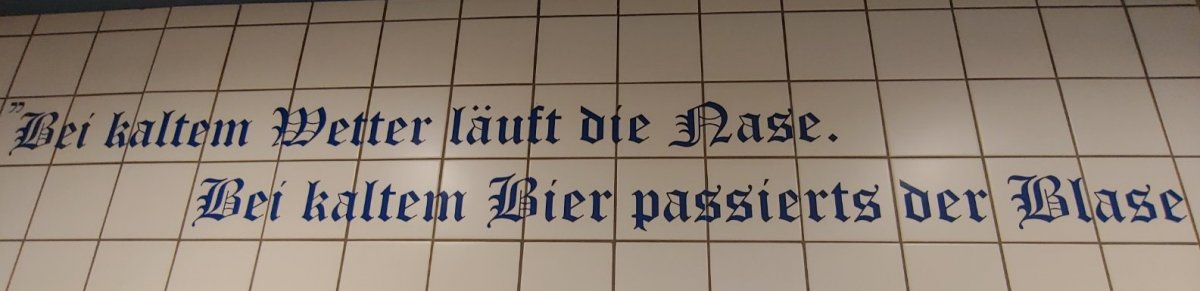 "Bei kaltem Wetter läuft die Nase.
Bei kaltem Bier passierts der Blase